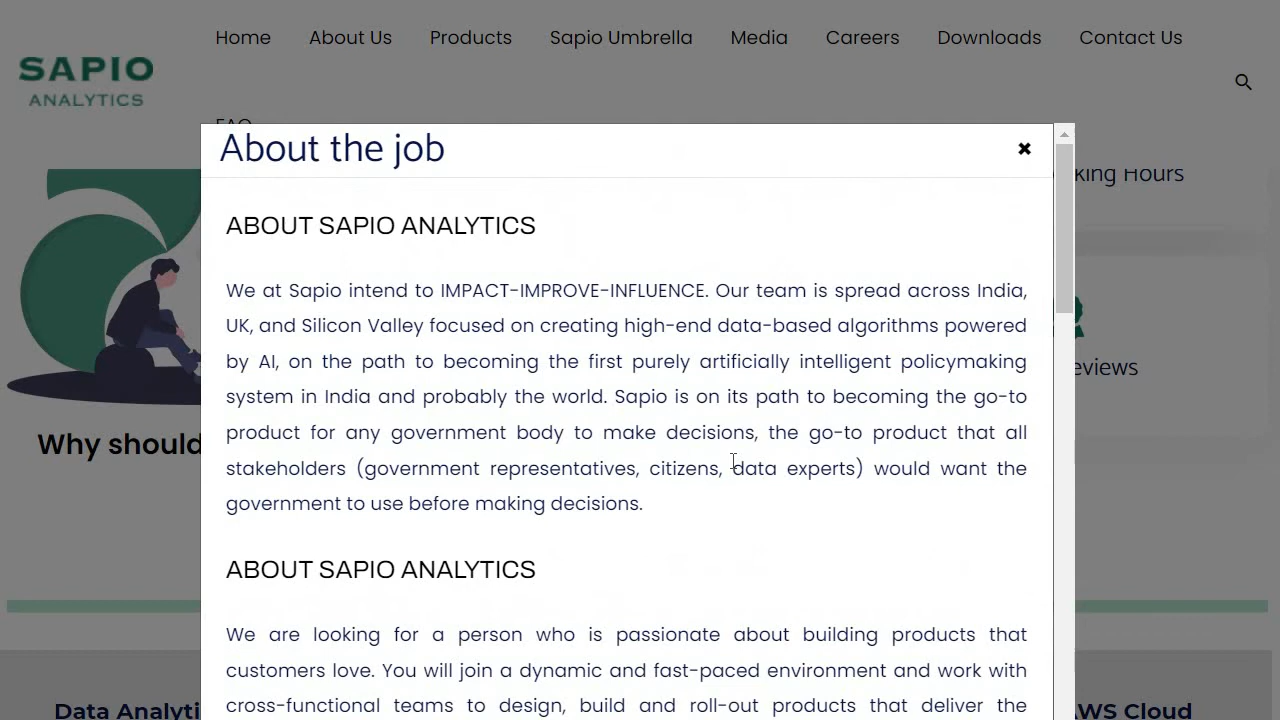 Home About Us Products Sapio Umbrella Media Careers Downloads Contact Us
SAPIO
ANALYTICS
About the job
ABOUT SAPIO ANALYTICS
We at Sapio intend to IMPACT-IMPROVE-INFLUENCE. Our team is spread across India,
UK, and Silicon Valley focused on creating high-end data-based algorithms powered
by AI, on the path to becoming the first purely artificially intelligent policymaking
system in India and probably the world. Sapio is on its path to becoming the go-to
product for any government body to make decisions, the go-to product that all
stakeholders (government representatives, citizens, data experts) would want the
government to use before making decisions.
ABOUT SAPIO ANALYTICS
We are looking for a person who is passionate about building products that
customers love. You will join a dynamic and fast-paced environment and work with
cross-functional teams to design, build and roll-out products that deliver the
king Hours
eviews
Why should
Data Analyti
AWS Cloud